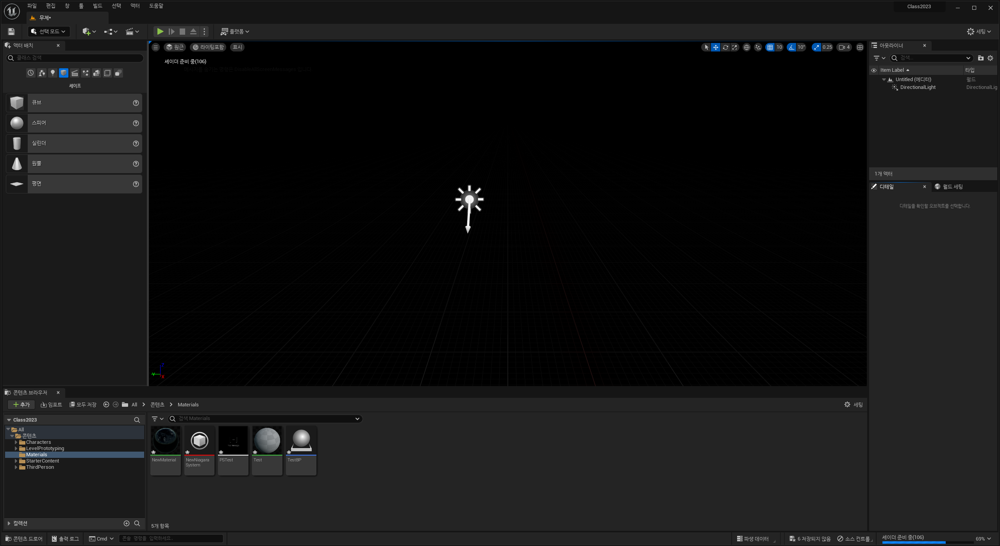 파일 편집 창 툴 빌드 선택 액터 도움말
Class2023
무제*
선택 모드
플랫폼
세팅
액터 배치
클래스 검색
셰이프
큐브
스피어
실린더
원뿔
평면
원근 라이팅포함 표시
10 10° 0.25 4
셰이더 준비 중(106)
메시지를 숨기는 명령은 DisableAllScreenMessages 입니다
Z
Y
X
아웃라이너
검색...
Item Label 타입
Untitled (에디터) 월드
DirectionalLight DirectionalLig
1개 액터
디테일 월드 세팅
디테일을 확인할 오브젝트를 선택합니다.
콘텐츠 브라우저
추가 임포트 모두 저장 All 콘텐츠 Materials
세팅
Class2023
All
콘텐츠
Characters
LevelPrototyping
Materials
StarterContent
ThirdPerson
컬렉션
검색 Materials
No Image
NewMaterial
NewNiagara
System
PSTest
Test
TestBP
5개 항목
콘텐츠 드로어 출력 로그 Cmd 콘솔 명령을 입력하세요.
파생 데이터 6 저장되지 않음 소스 컨트롤
셰이더 준비 중(106) 69%